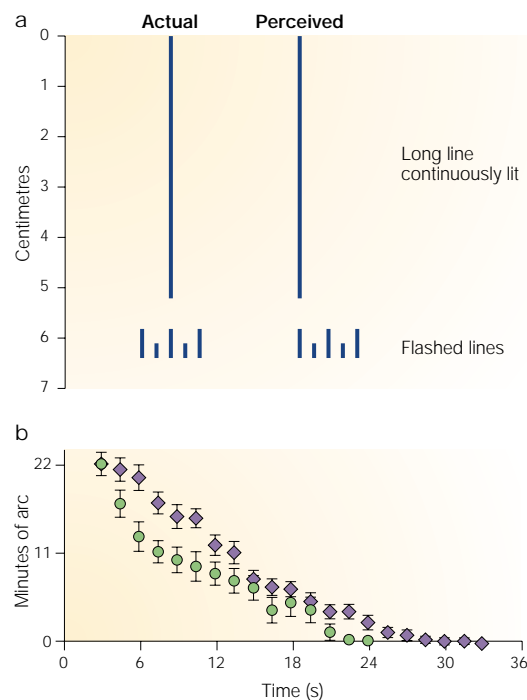 a
Actual Perceived
0
1
2
3
4
5
6
7
Centimetres
Long line
continuously lit
Flashed lines
b
22
11
0
Minutes of arc
0 6 12 18 24 30 36
Time (s)